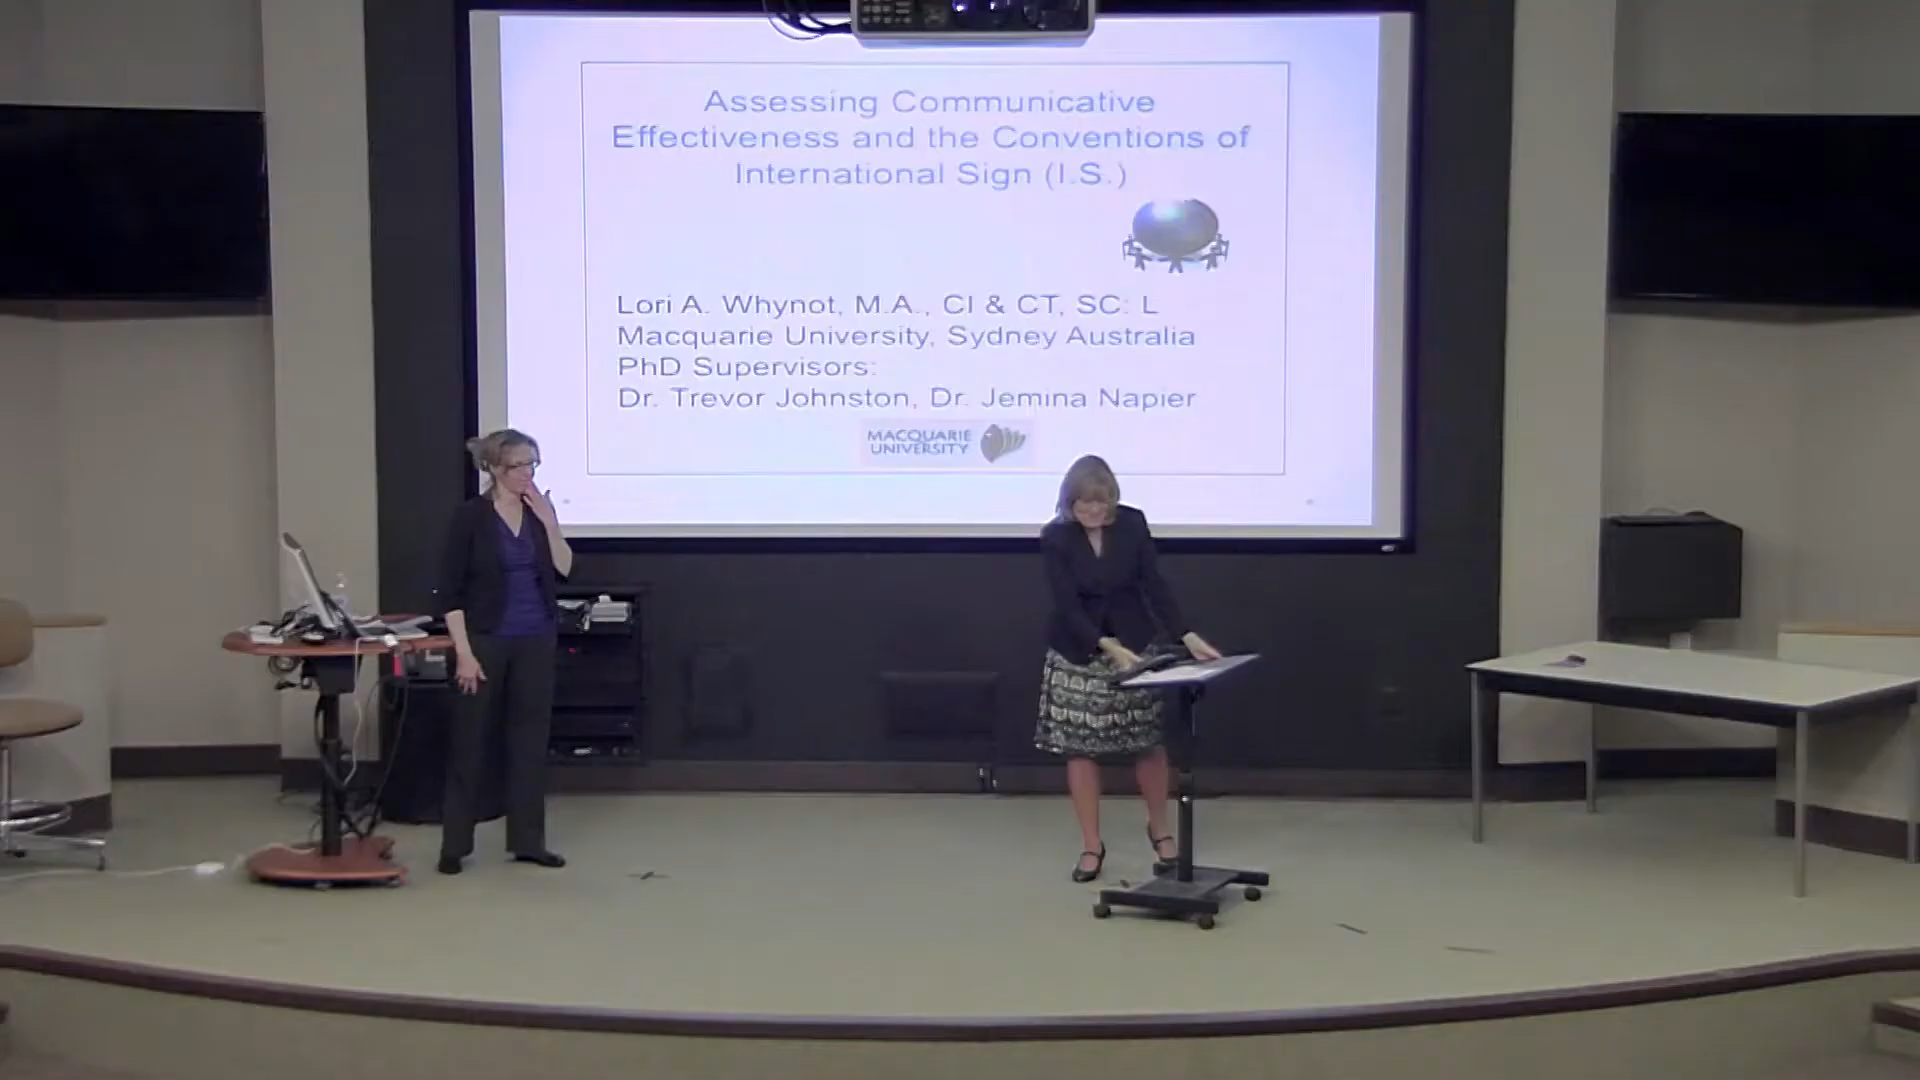 Assessing Communicative
Effectiveness and the Conventions of
International Sign (I.S.)
Lori A. Whynot, M.A., CI & CT, SC: L
Macquarie University, Sydney Australia
PhD Supervisors:
Dr. Trevor Johnston, Dr. Jemina Napier
MACQUARIE
UNIVERSITY